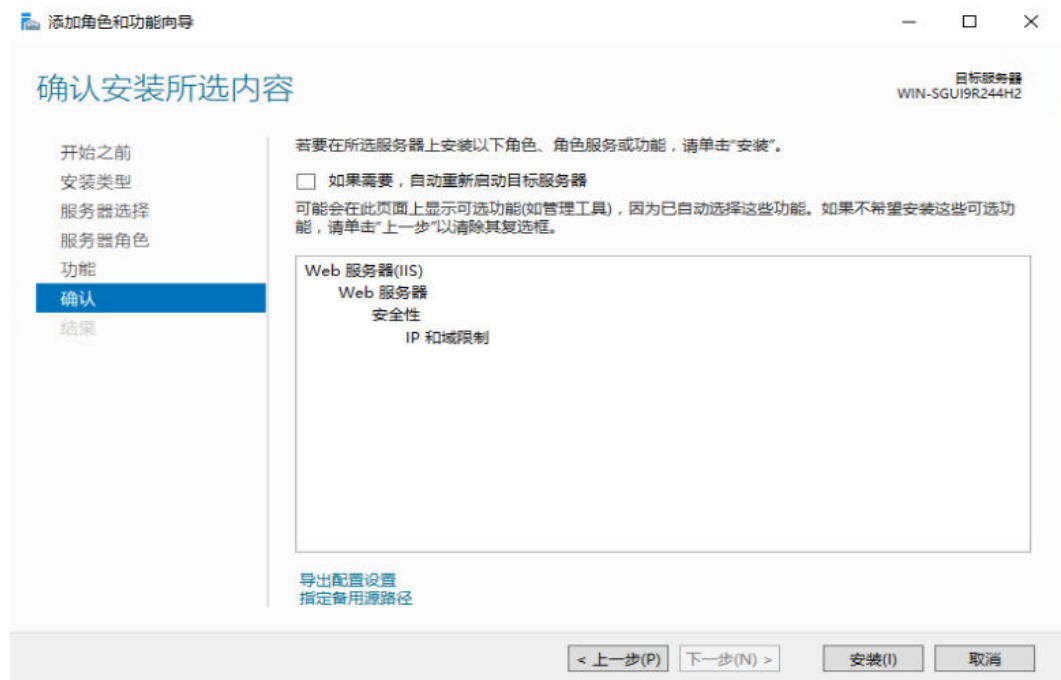 添加角色和功能向导
确认安装所选内容
目标服务器
WIN-SGUI9R244H2
开始之前
安装类型
服务器选择
服务器角色
功能
确认
结果
若要在所选服务器上安装以下角色、角色服务或功能，请单击"安装"。
如果需要，自动重新启动目标服务器
可能会在此页面上显示可选功能(如管理工具)，因为已自动选择这些功能。如果不希望安装这些可选功
能，请单击"上一步"以清除其复选框。
Web 服务器(IIS)
Web 服务器
安全性
IP 和域限制
导出配置设置
指定备用源路径
< 上一步(P)
下一步(N) >
安装(I)
取消